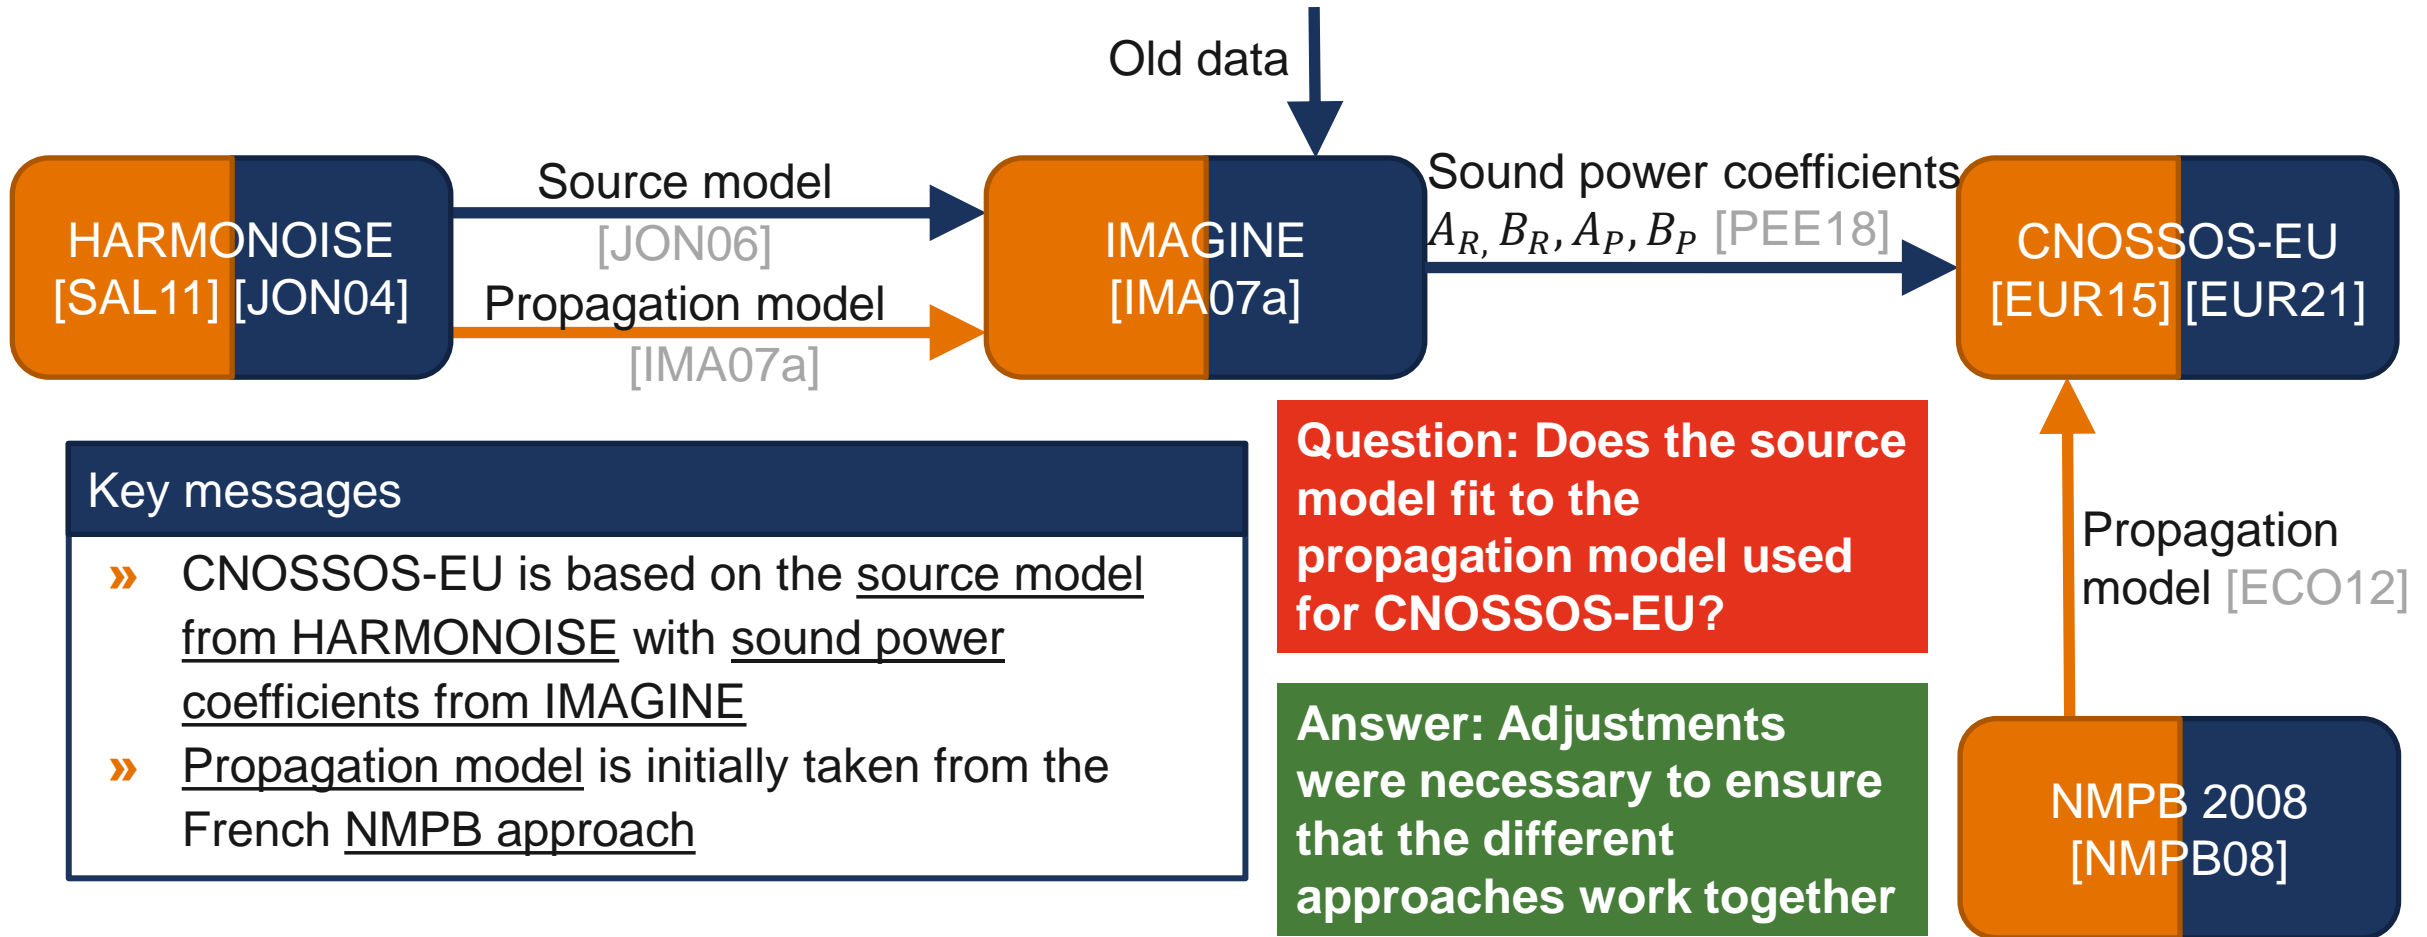 Old data
HARMONOISE
[SAL11] [JON04]
Source model
[JON06]
Propagation model
[IMA07a]
IMAGINE
[IMA07a]
Sound power coefficients
A_R, B_R, A_P, B_P [PEE18]
CNOSSOS-EU
[EUR15] [EUR21]
Key messages
» CNOSSOS-EU is based on the source model
from HARMONOISE with sound power
coefficients from IMAGINE
» Propagation model is initially taken from the
French NMPB approach
Question: Does the source
model fit to the
propagation model used
for CNOSSOS-EU?
Answer: Adjustments
were necessary to ensure
that the different
approaches work together
Propagation
model [ECO12]
NMPB 2008
[NMPB08]